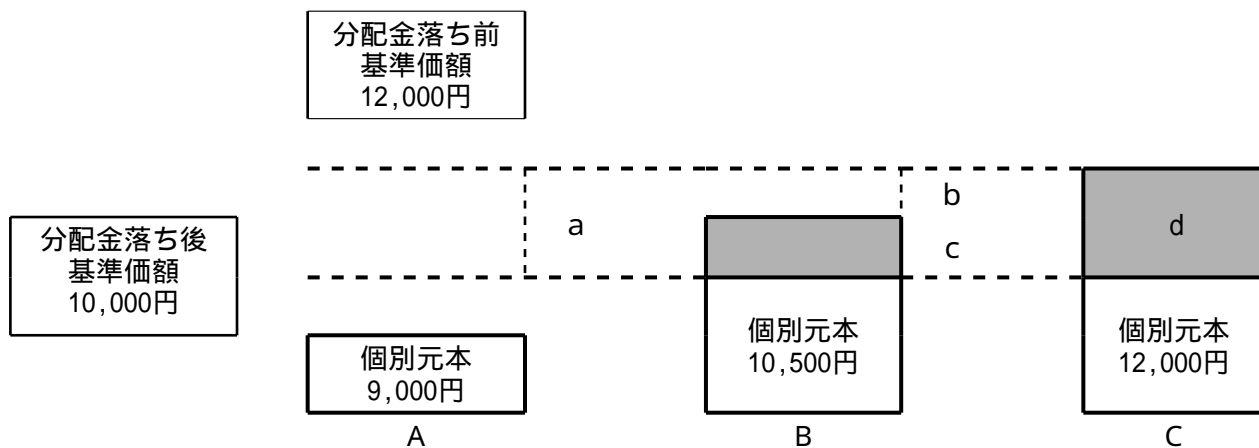 分配金落ち前
基準価額
12,000円
b
a
d
分配金落ち後
基準価額
10,000円
c
個別元本
9,000円
個別元本
10,500円
個別元本
12,000円
A
B
C